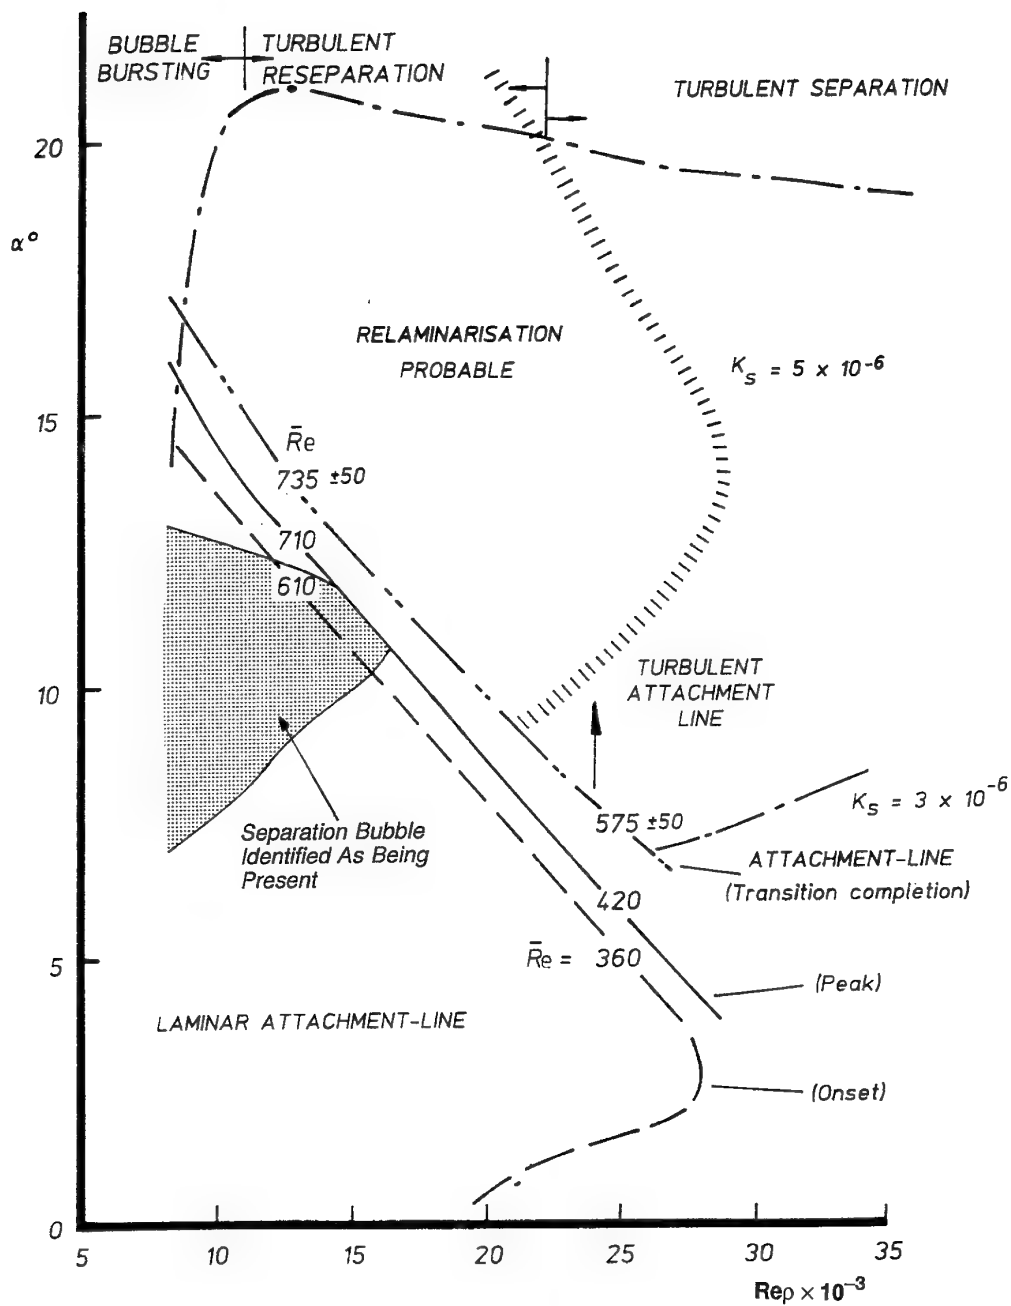 BUBBLE
BURSTING
TURBULENT
RESEPARATION
TURBULENT SEPARATION
20
α°
RELAMINARISATION
PROBABLE
K_s = 5 x 10^-6
15
R̄e
735 ±50
710
610
TURBULENT
ATTACHMENT
LINE
10
K_s = 3 x 10^-6
575 ±50
Separation Bubble
Identified As Being
Present
ATTACHMENT-LINE
(Transition completion)
420
R̄e = 360
5
(Peak)
LAMINAR ATTACHMENT-LINE
(Onset)
0
5 10 15 20 25 30 35
Reρ × 10^-3